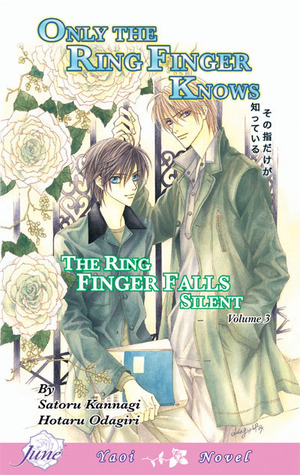 ONLY THE
RING FINGER
KNOWS
その指だけが
知っている
THE RING
FINGER FALLS
SILENT
Volume 3
By
Satoru Kannagi
Hotaru Odagiri
June
Yaoi Novel